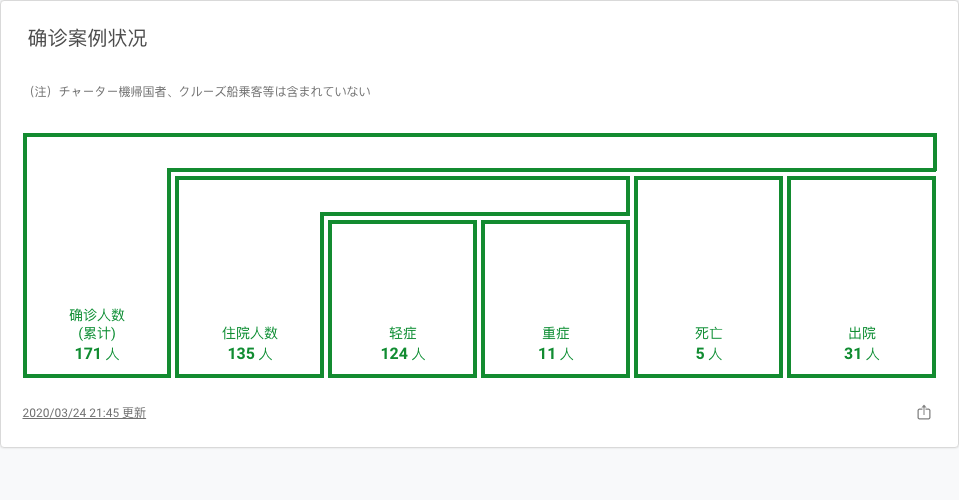 确诊案例状况
（注）チャーター機帰国者、クルーズ船乗客等は含まれていない
确诊人数
(累计)
171 人
住院人数
135 人
轻症
124 人
重症
11 人
死亡
5 人
出院
31 人
2020/03/24 21:45 更新